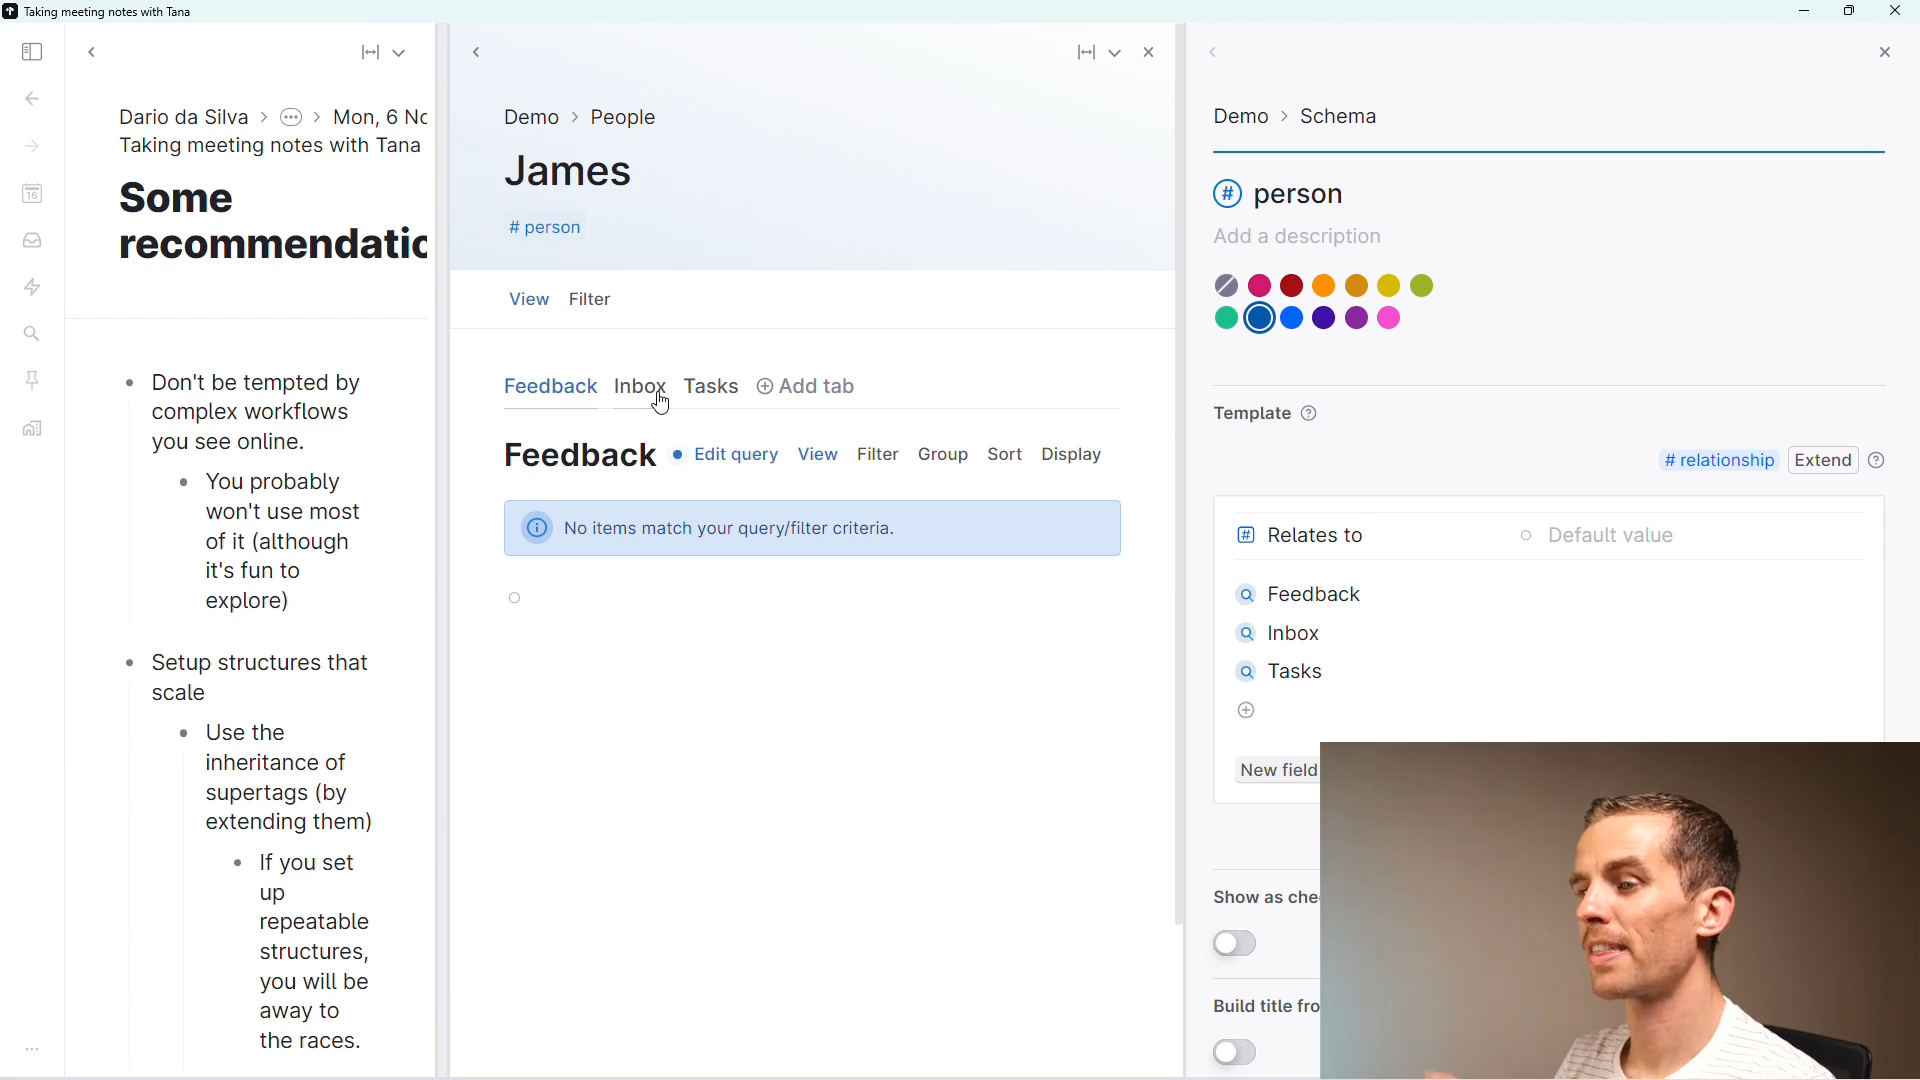 Taking meeting notes with Tana
16
Dario da Silva > ... > Mon, 6 No
Taking meeting notes with Tana
Some
recommendatic
Don't be tempted by
complex workflows
you see online.
You probably
won't use most
of it (although
it's fun to
explore)
Setup structures that
scale
Use the
inheritance of
supertags (by
extending them)
If you set
up
repeatable
structures,
you will be
away to
the races.
Demo > People
James
# person
View Filter
Feedback Inbox Tasks Add tab
Feedback Edit query View Filter Group Sort Display
No items match your query/filter criteria.
Demo > Schema
# person
Add a description
Template ?
# relationship Extend ?
# Relates to Default value
Feedback
Inbox
Tasks
New field
Show as che
Build title fro